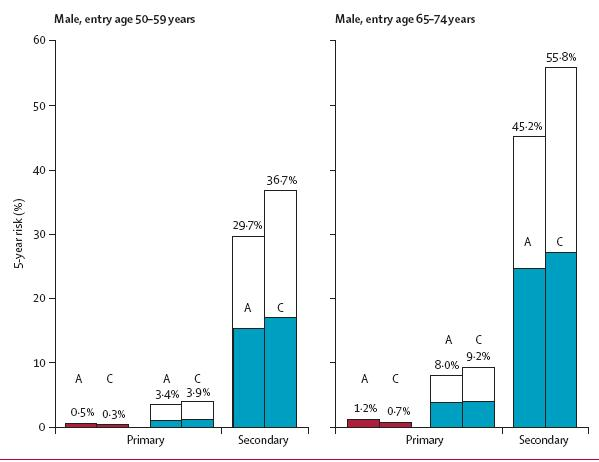 Male, entry age 50–59 years
Male, entry age 65–74 years
5-year risk (%)
60
50
40
30
20
10
0
A
C
0·5%
0·3%
A
C
3·4%
3·9%
29·7%
36·7%
A
C
Primary
Secondary
A
C
1·2%
0·7%
A
C
8·0%
9·2%
45·2%
55·8%
A
C
Primary
Secondary